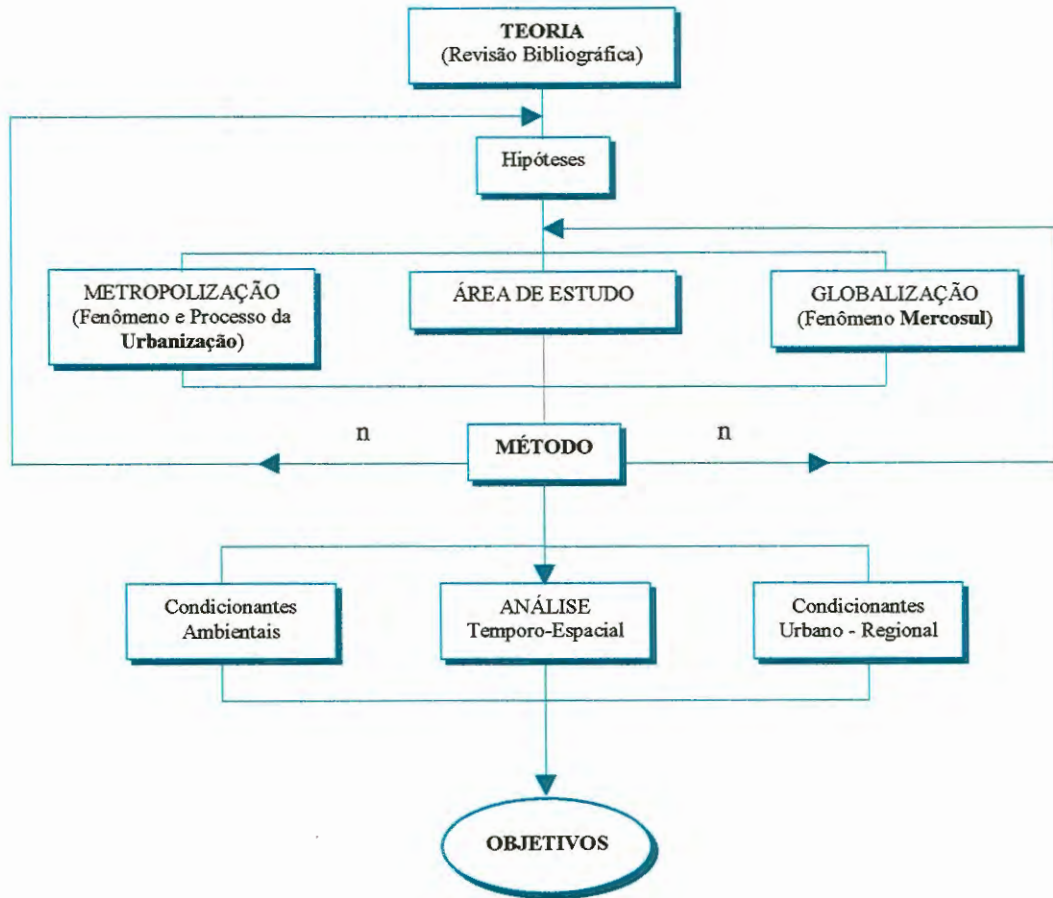 TEORIA
(Revisão Bibliográfica)
Hipóteses
METROPOLIZAÇÃO
(Fenômeno e Processo da
Urbanização)
ÁREA DE ESTUDO
GLOBALIZAÇÃO
(Fenômeno Mercosul)
n
MÉTODO
n
Condicionantes
Ambientais
ANÁLISE
Temporo-Espacial
Condicionantes
Urbano - Regional
OBJETIVOS